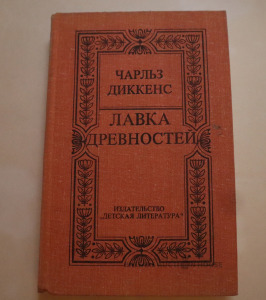 ЧАРЛЬЗ
ДИККЕНС
ЛАВКА
ДРЕВНОСТЕЙ
ИЗДАТЕЛЬСТВО
„ДЕТСКАЯ ЛИТЕРАТУРА"